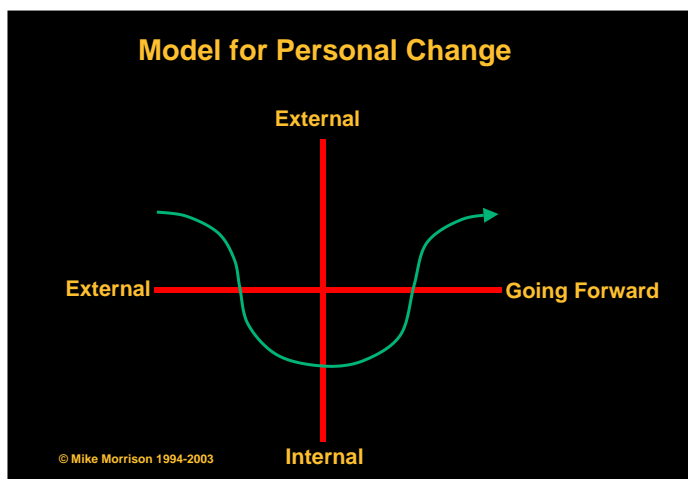 Model for Personal Change
External
External
Going Forward
Internal
© Mike Morrison 1994-2003